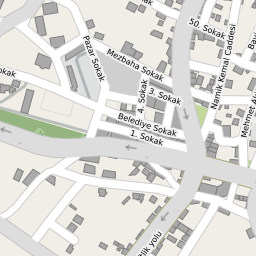 50. Sokak
Pazar Sokak
Mezbaha Sokak
Namık Kemal Caddesi
Sokak
3. Sokak
4. Sokak
Belediye Sokak
1. Sokak
Mehmet
yolu